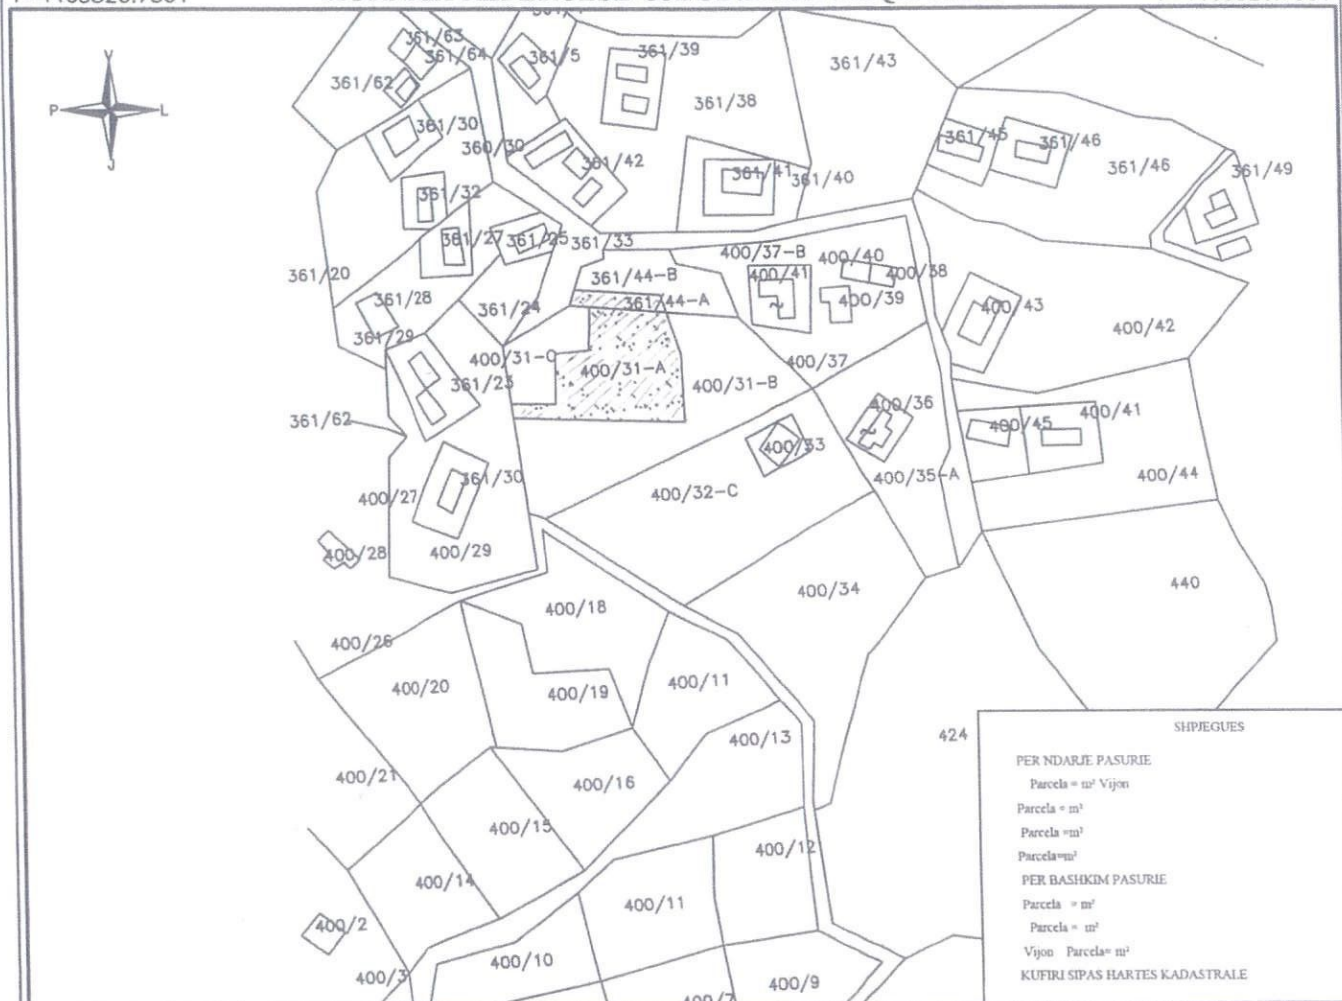 V
P L
J
361/63
361/64
361/5
361/39
361/43
361/62
361/38
361/30
360/30
361/42
361/45
361/46
361/46
361/49
361/41
361/40
361/32
361/27
361/25
361/33
400/37-B
400/40
361/20
361/44-B
400/41
400/38
361/28
361/24
361/44-A
400/39
400/43
400/42
361/29
400/31-C
400/37
361/23
400/31-A
400/31-B
400/36
400/45
400/41
361/62
400/33
400/35-A
400/44
400/27
361/30
400/32-C
400/28
400/29
400/34
440
400/18
400/26
400/20
400/19
400/11
400/13
424
400/21
400/16
400/15
400/12
400/14
400/11
400/2
400/10
400/3
400/9
SHPJEGUES
PER NDARJE PASURIE
Parcela = m² Vijon
Parcela = m²
Parcela =m²
Parcela=m²
PER BASHKIM PASURIE
Parcela = m²
Parcela = m²
Vijon Parcela= m²
KUFIRI SIPAS HARTES KADASTRALE